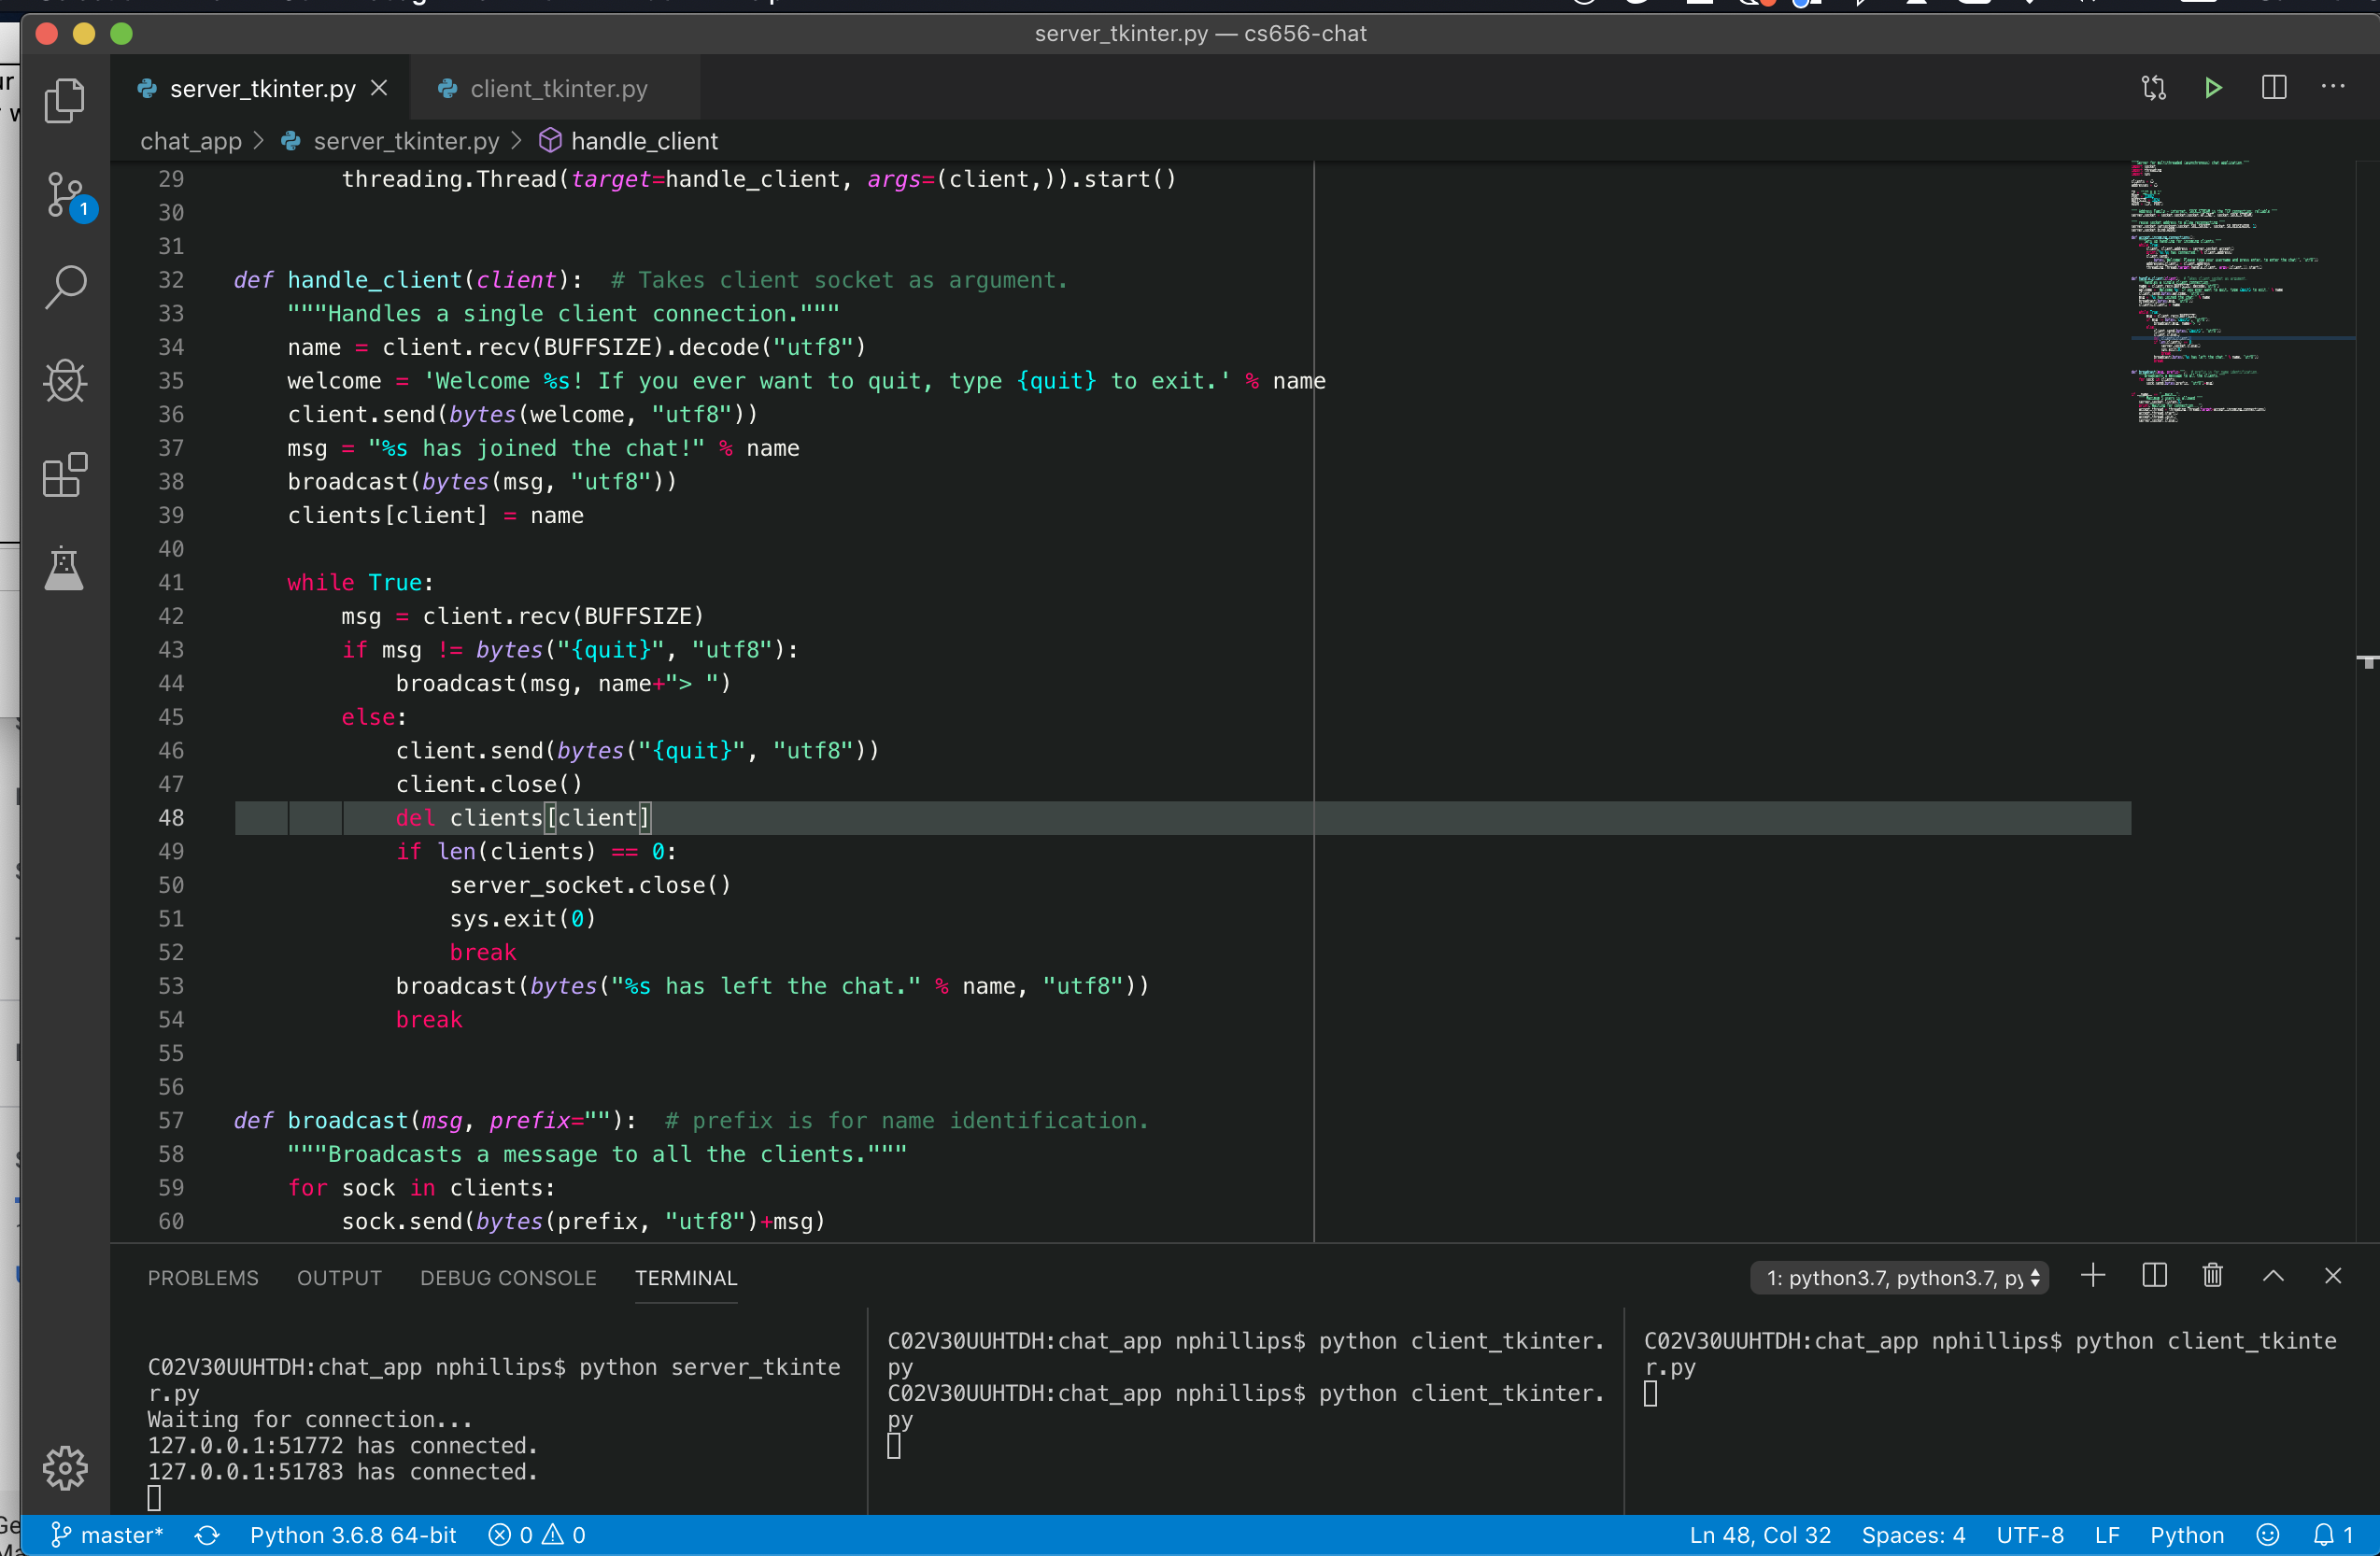 server_tkinter.py — cs656-chat
server_tkinter.py
client_tkinter.py
chat_app > server_tkinter.py > handle_client
29         threading.Thread(target=handle_client, args=(client,)).start()
30
31
32 def handle_client(client):  # Takes client socket as argument.
33     """Handles a single client connection."""
34     name = client.recv(BUFFSIZE).decode("utf8")
35     welcome = 'Welcome %s! If you ever want to quit, type {quit} to exit.' % name
36     client.send(bytes(welcome, "utf8"))
37     msg = "%s has joined the chat!" % name
38     broadcast(bytes(msg, "utf8"))
39     clients[client] = name
40
41     while True:
42         msg = client.recv(BUFFSIZE)
43         if msg != bytes("{quit}", "utf8"):
44             broadcast(msg, name+"> ")
45         else:
46             client.send(bytes("{quit}", "utf8"))
47             client.close()
48             del clients[client]
49             if len(clients) == 0:
50                 server_socket.close()
51                 sys.exit(0)
52                 break
53             broadcast(bytes("%s has left the chat." % name, "utf8"))
54             break
55
56
57 def broadcast(msg, prefix=""):  # prefix is for name identification.
58     """Broadcasts a message to all the clients."""
59     for sock in clients:
60         sock.send(bytes(prefix, "utf8")+msg)
1
PROBLEMS OUTPUT DEBUG CONSOLE TERMINAL
1: python3.7, python3.7, py
C02V30UUHTDH:chat_app nphillips$ python server_tkinte
r.py
Waiting for connection...
127.0.0.1:51772 has connected.
127.0.0.1:51783 has connected.
C02V30UUHTDH:chat_app nphillips$ python client_tkinter.
py
C02V30UUHTDH:chat_app nphillips$ python client_tkinter.
py
C02V30UUHTDH:chat_app nphillips$ python client_tkinte
r.py
master* Python 3.6.8 64-bit 0 0 Ln 48, Col 32 Spaces: 4 UTF-8 LF Python 1